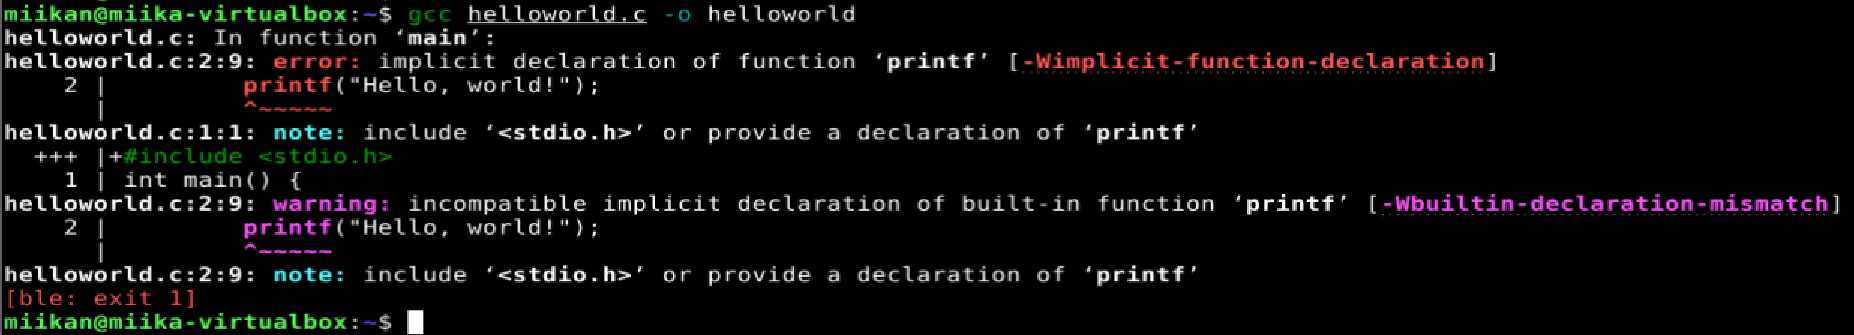 miikan@miika-virtualbox:~$ gcc helloworld.c -o helloworld
helloworld.c: In function ‘main’:
helloworld.c:2:9: error: implicit declaration of function ‘printf’ [-Wimplicit-function-declaration]
    2 |         printf("Hello, world!");
      |         ^~~~~~
helloworld.c:1:1: note: include ‘<stdio.h>’ or provide a declaration of ‘printf’
  +++ |+#include <stdio.h>
    1 | int main() {
helloworld.c:2:9: warning: incompatible implicit declaration of built-in function ‘printf’ [-Wbuiltin-declaration-mismatch]
    2 |         printf("Hello, world!");
      |         ^~~~~~
helloworld.c:2:9: note: include ‘<stdio.h>’ or provide a declaration of ‘printf’
[ble: exit 1]
miikan@miika-virtualbox:~$